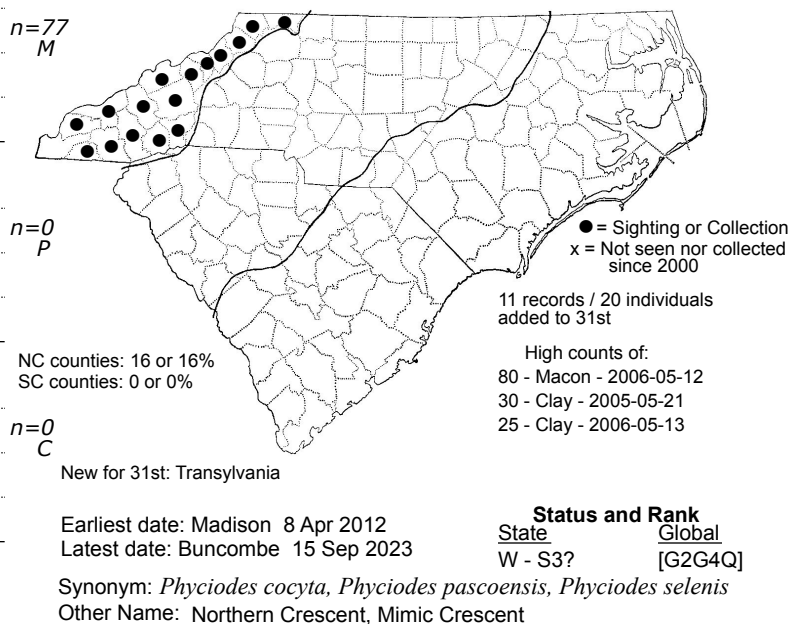 n=77
M
n=0
P
● = Sighting or Collection
x = Not seen nor collected
since 2000
11 records / 20 individuals
added to 31st
NC counties: 16 or 16%
SC counties: 0 or 0%
High counts of:
80 - Macon - 2006-05-12
30 - Clay - 2005-05-21
25 - Clay - 2006-05-13
n=0
C
New for 31st: Transylvania
Earliest date: Madison 8 Apr 2012
Latest date: Buncombe 15 Sep 2023
Status and Rank
State Global
W - S3? [G2G4Q]
Synonym: Phyciodes cocyta, Phyciodes pascoensis, Phyciodes selenis
Other Name: Northern Crescent, Mimic Crescent